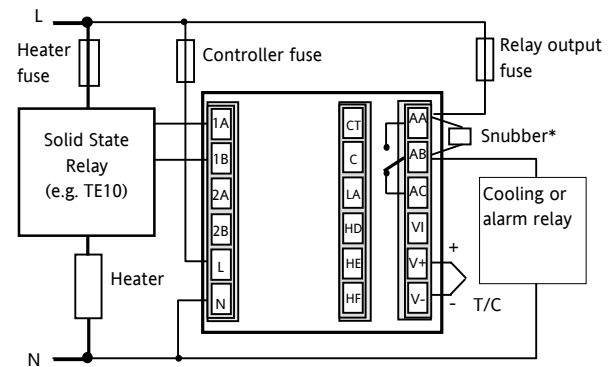 L
Heater
fuse
Controller fuse
Relay output
fuse
Solid State
Relay
(e.g. TE10)
1A
1B
2A
2B
L
N
CT
C
LA
HD
HE
HF
AA
AB
AC
VI
V+
V-
Snubber*
Cooling or
alarm relay
+
-
T/C
Heater
N